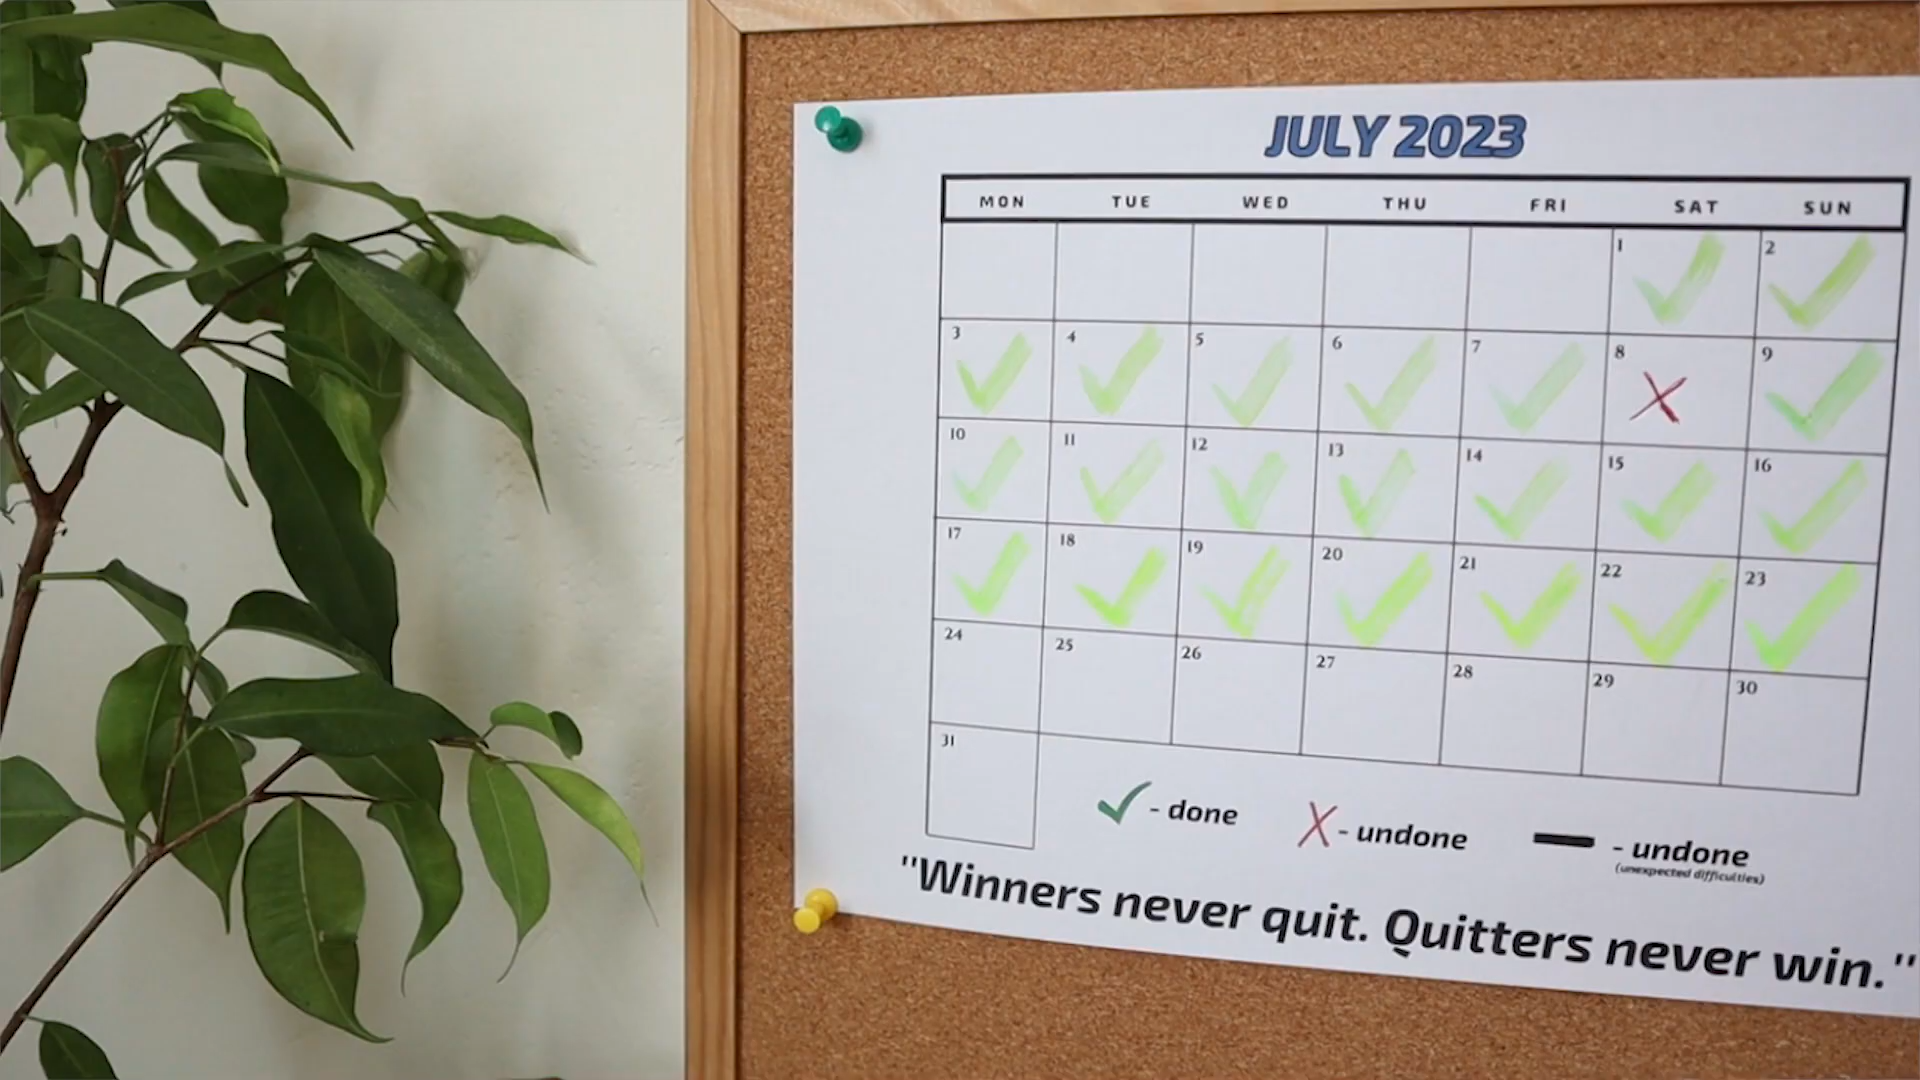 JULY 2023
MON TUE WED THU FRI SAT SUN
1 2
3 4 5 6 7 8 9
10 11 12 13 14 15 16
17 18 19 20 21 22 23
24 25 26 27 28 29 30
31
- done - undone - undone
(unexpected difficulties)
"Winners never quit. Quitters never win."